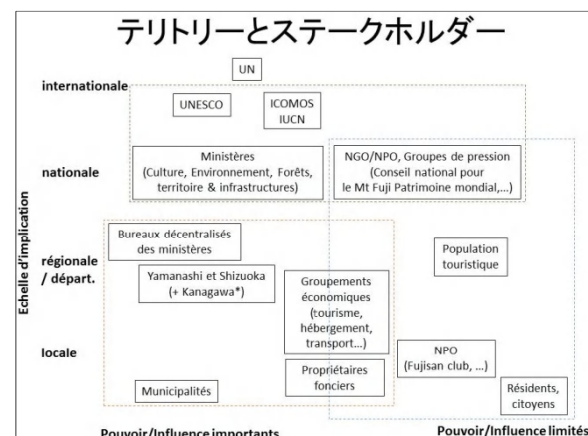 テリトリーとステークホルダー
UN
internationale
UNESCO
ICOMOS
IUCN
nationale
Ministères
(Culture, Environnement, Forêts,
territoire & infrastructures)
NGO/NPO, Groupes de pression
(Conseil national pour
le Mt Fuji Patrimoine mondial,...)
Echelle d'implication
Bureaux décentralisés
des ministères
régionale
/ départ.
Yamanashi et Shizuoka
(+ Kanagawa*)
Groupements
économiques
(tourisme,
hébergement,
transport...)
Population
touristique
locale
NPO
(Fujisan club, ...)
Municipalités
Propriétaires
fonciers
Résidents,
citoyens
Pouvoir/Influence importants
Pouvoir/Influence limités